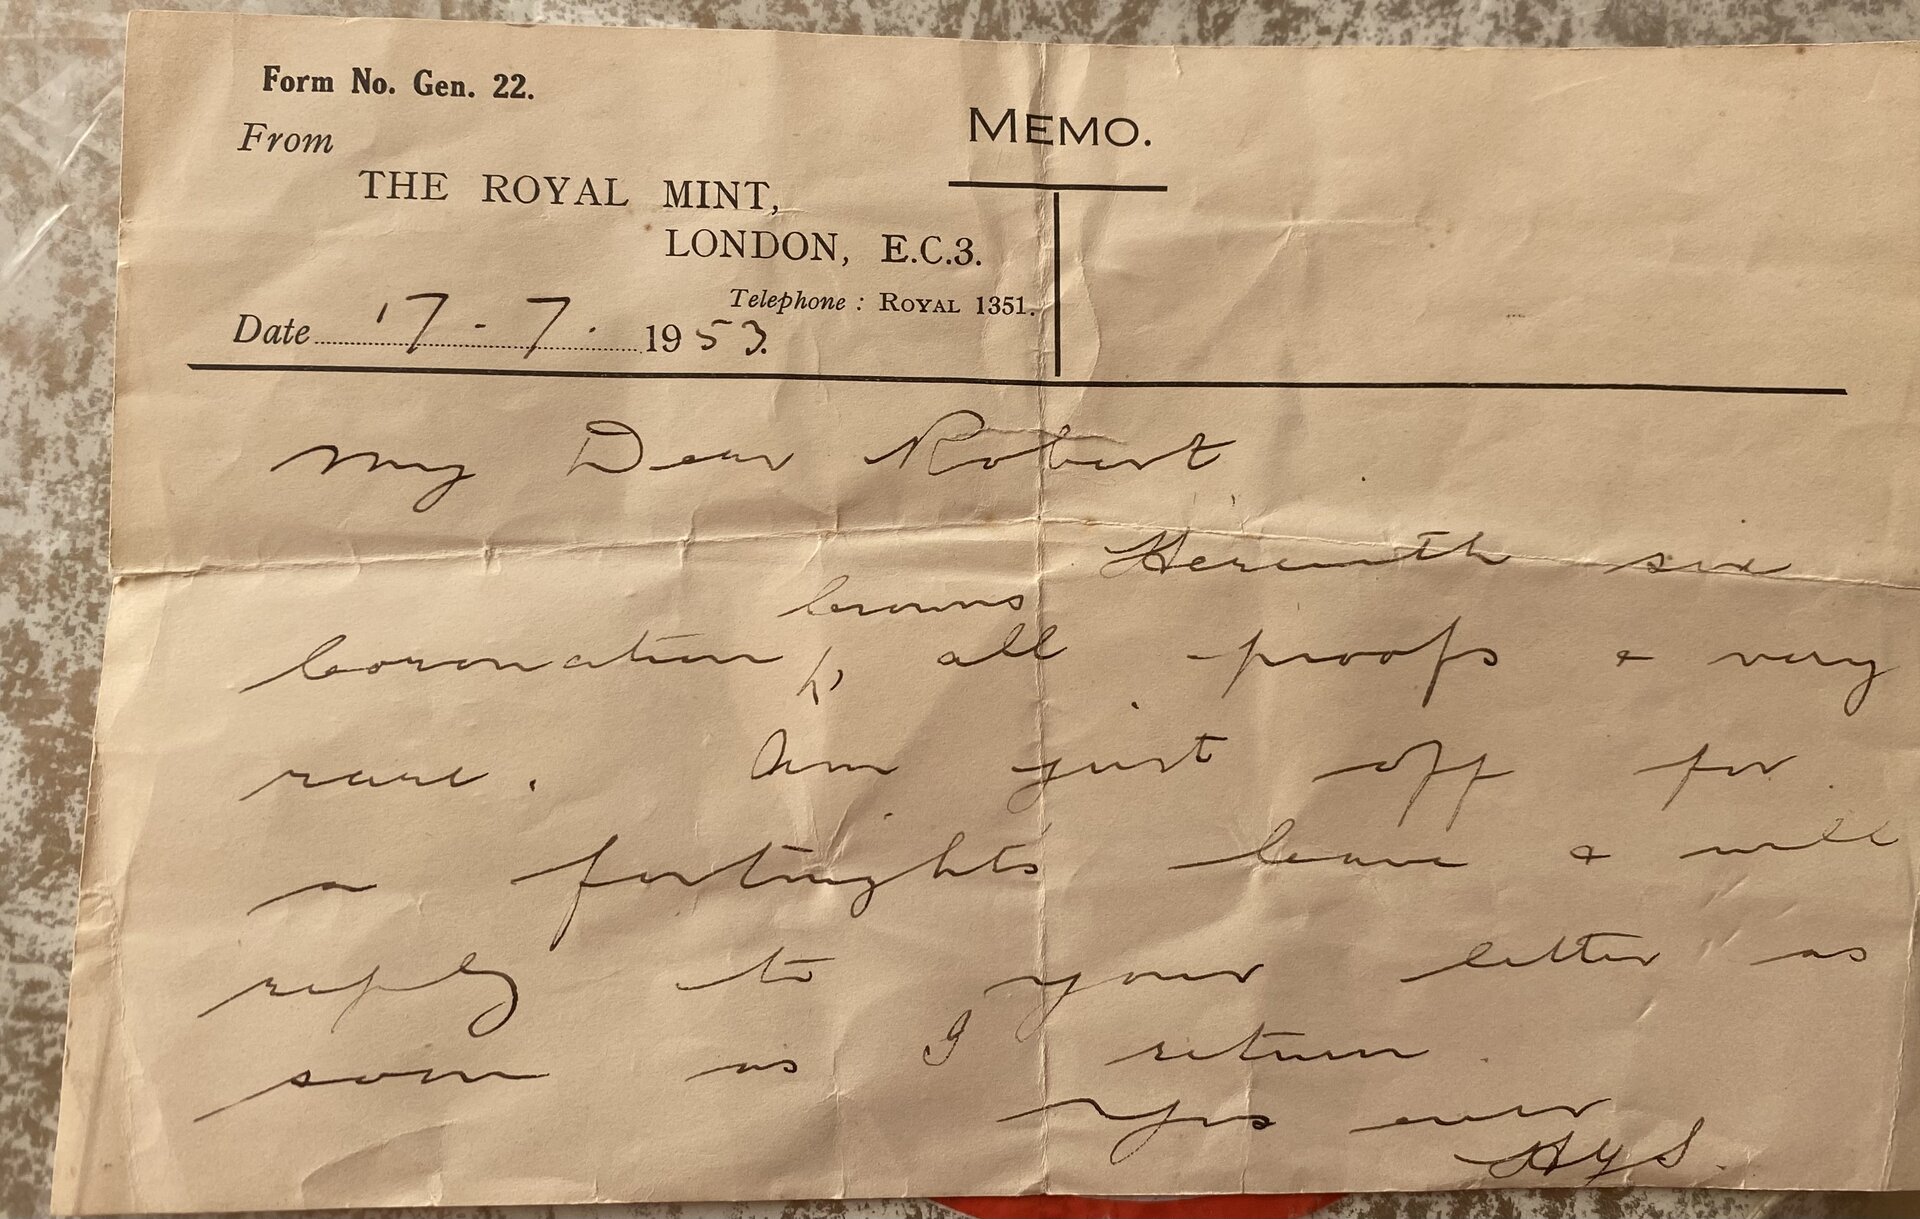 Form No. Gen. 22.
MEMO.
From
THE ROYAL MINT,
LONDON, E.C.3.
Telephone : ROYAL 1351.
Date 17 - 7. 1953.
My Dear Robert
Herewith six
crowns
Coronation, all proofs & very
rare. Am just off for
a fortnights leave & will
reply to your letter as
soon as I return.
Yrs ever